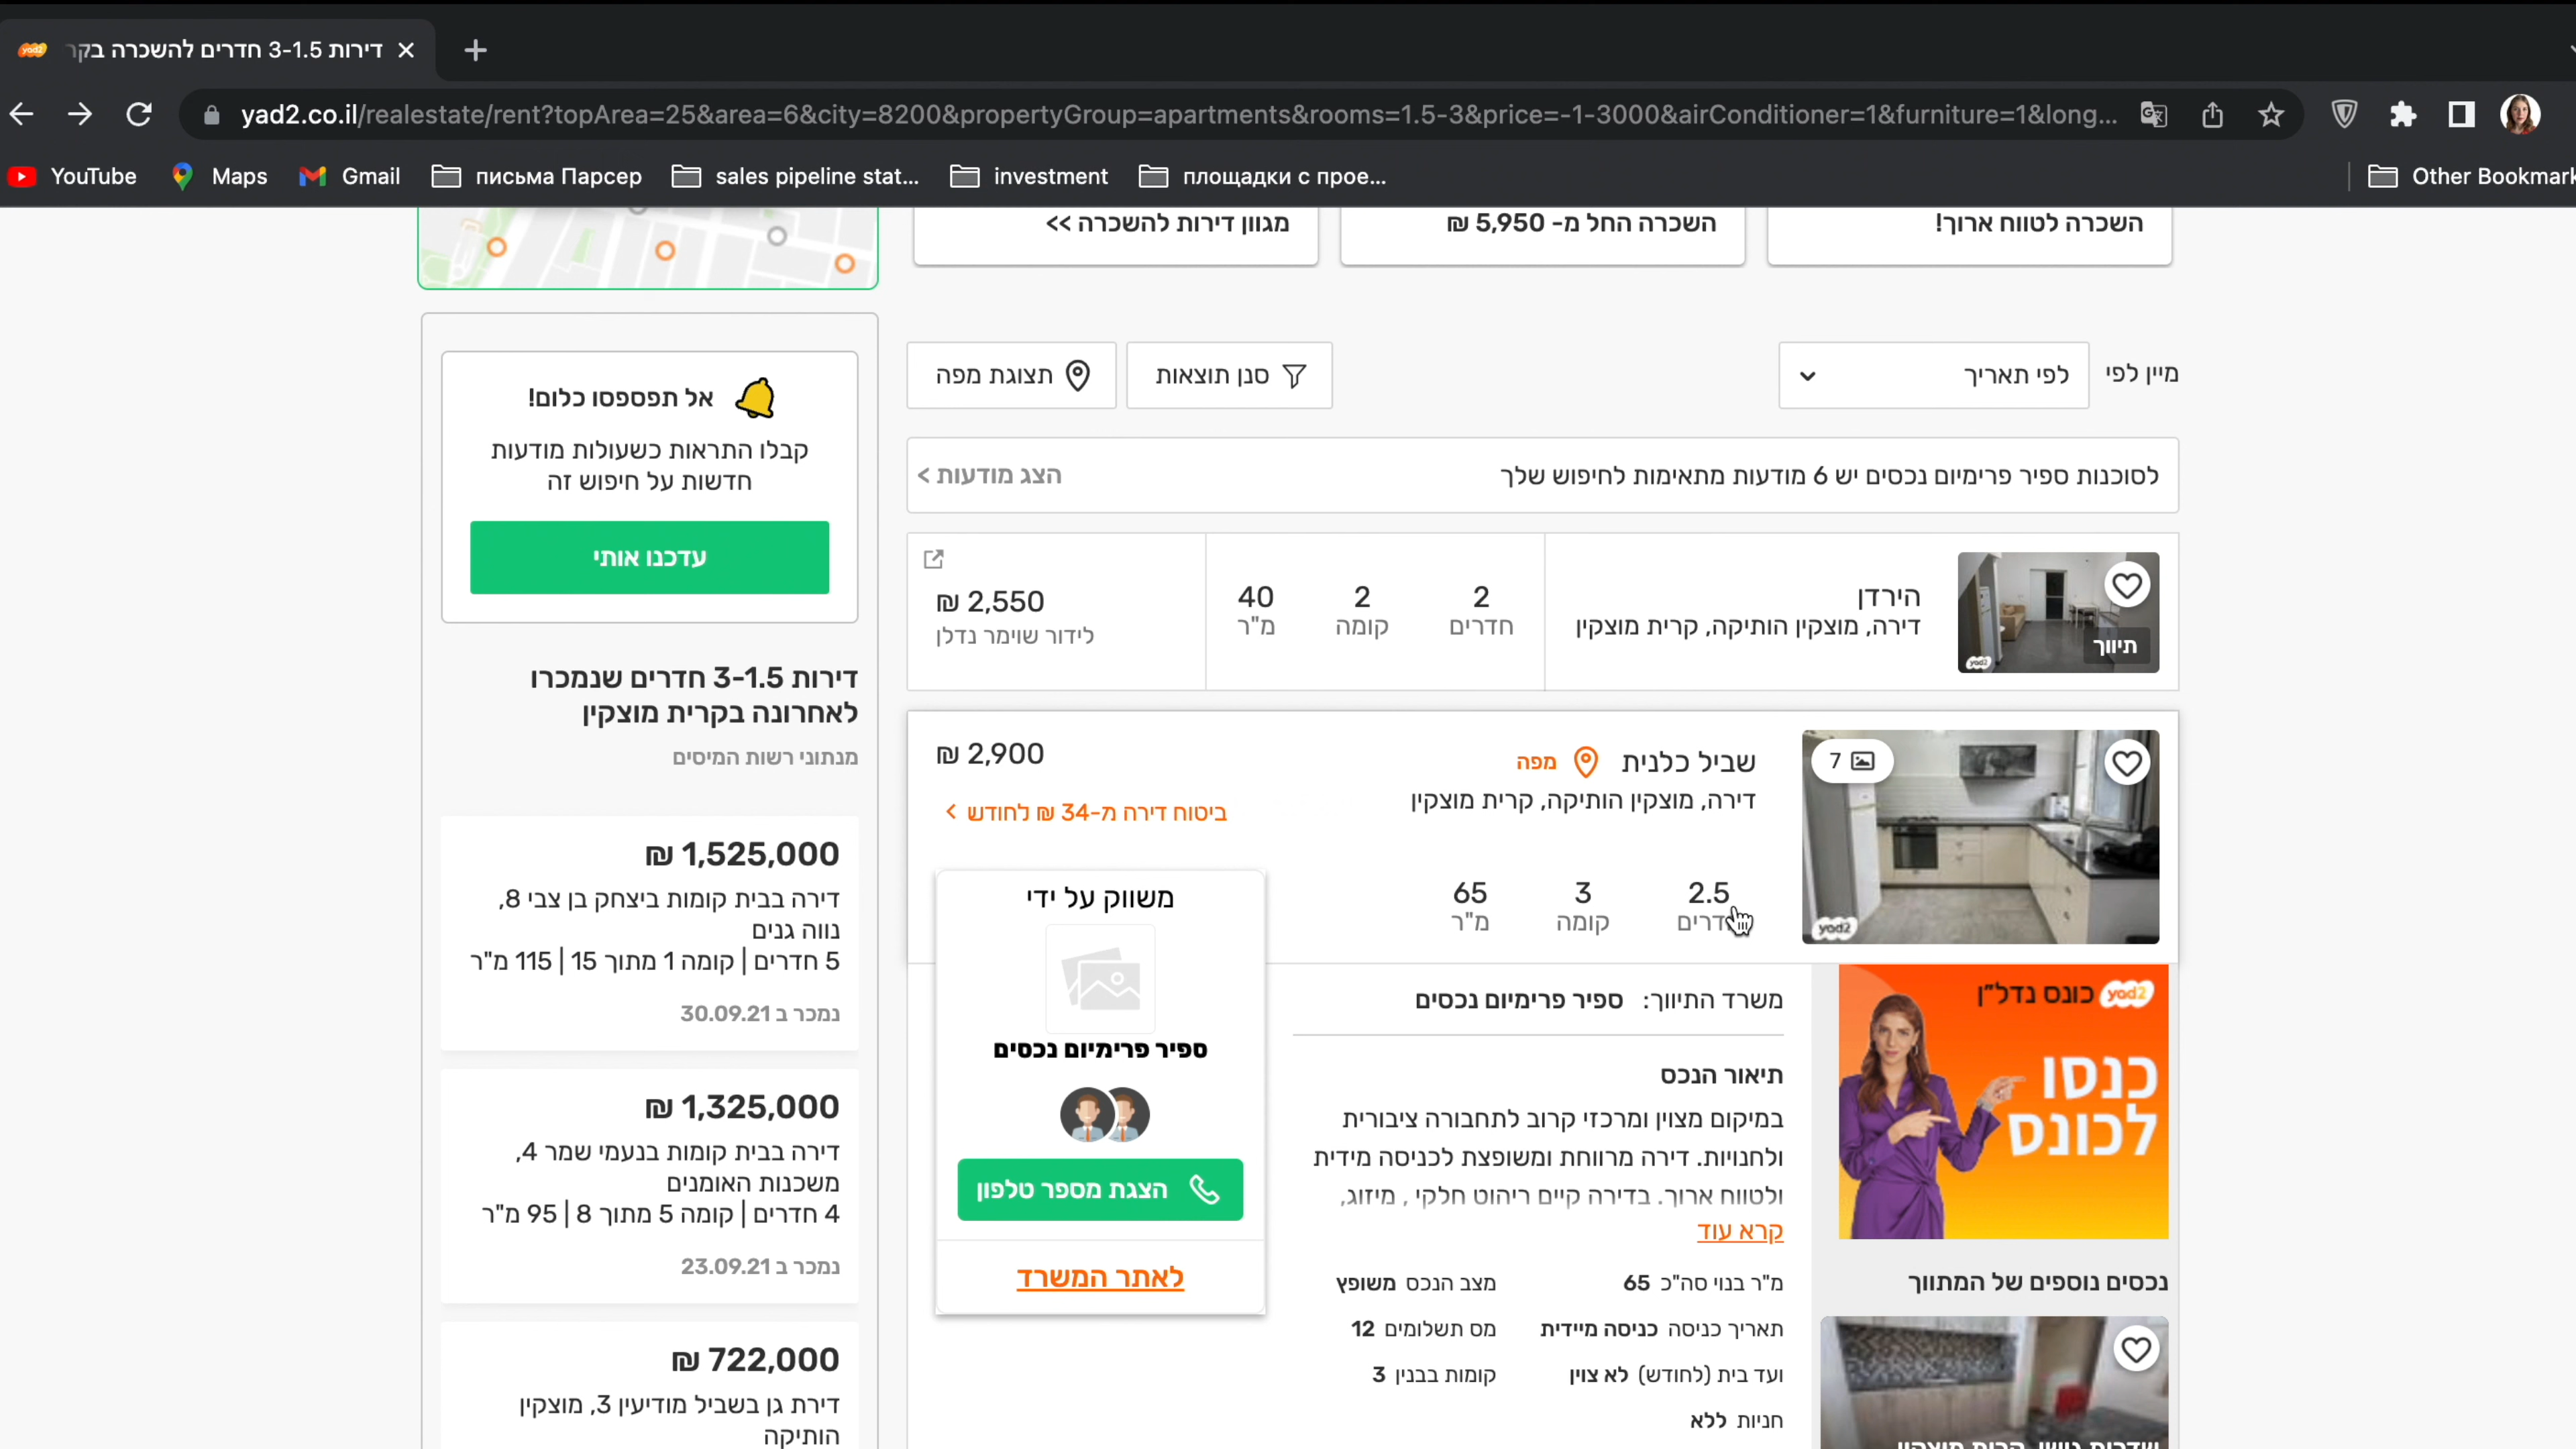 דירות 3-1.5 חדרים להשכרה בקר
yad2.co.il/realestate/rent?topArea=25&area=6&city=8200&propertyGroup=apartments&rooms=1.5-3&price=-1-3000&airConditioner=1&furniture=1&long...
YouTube
Maps
Gmail
письма Парсер
sales pipeline stat...
investment
площадки с прое...
Other Bookmark
השכרה לטווח ארוך!
השכרה החל מ- 5,950 ₪
מגוון דירות להשכרה >>
מיין לפי
לפי תאריך
סנן תוצאות
תצוגת מפה
לסוכנות ספיר פרימיום נכסים יש 6 מודעות מתאימות לחיפוש שלך
הצג מודעות >
תיווך
yad2
הירדן
דירה, מוצקין הותיקה, קרית מוצקין
2
חדרים
2
קומה
40
מ"ר
2,550 ₪
לידור שוימר נדלן
7
yad2
שביל כלנית
מפה
דירה, מוצקין הותיקה, קרית מוצקין
2.5
דרים
3
קומה
65
מ"ר
2,900 ₪
ביטוח דירה מ-34 ₪ לחודש >
משווק על ידי
ספיר פרימיום נכסים
הצגת מספר טלפון
לאתר המשרד
משרד התיווך: ספיר פרימיום נכסים
תיאור הנכס
במיקום מצוין ומרכזי קרוב לתחבורה ציבורית
ולחנויות. דירה מרווחת ומשופצת לכניסה מידית
ולטווח ארוך. בדירה קיים ריהוט חלקי , מיזוג,
קרא עוד
מ"ר בנוי סה"כ 65
מצב הנכס משופץ
תאריך כניסה כניסה מיידית
מס תשלומים 12
ועד בית (לחודש) לא צוין
קומות בבנין 3
חניות ללא
yad2 כונס נדל"ן
כנסו
לכונס
נכסים נוספים של המתווך
אל תפספסו כלום!
קבלו התראות כשעולות מודעות
חדשות על חיפוש זה
עדכנו אותי
דירות 3-1.5 חדרים שנמכרו
לאחרונה בקרית מוצקין
מנתוני רשות המיסים
1,525,000 ₪
דירה בבית קומות ביצחק בן צבי 8,
נווה גנים
5 חדרים | קומה 1 מתוך 15 | 115 מ"ר
נמכר ב 30.09.21
1,325,000 ₪
דירה בבית קומות בנעמי שמר 4,
משכנות האומנים
4 חדרים | קומה 5 מתוך 8 | 95 מ"ר
נמכר ב 23.09.21
722,000 ₪
דירת גן בשביל מודיעין 3, מוצקין
הותיקה